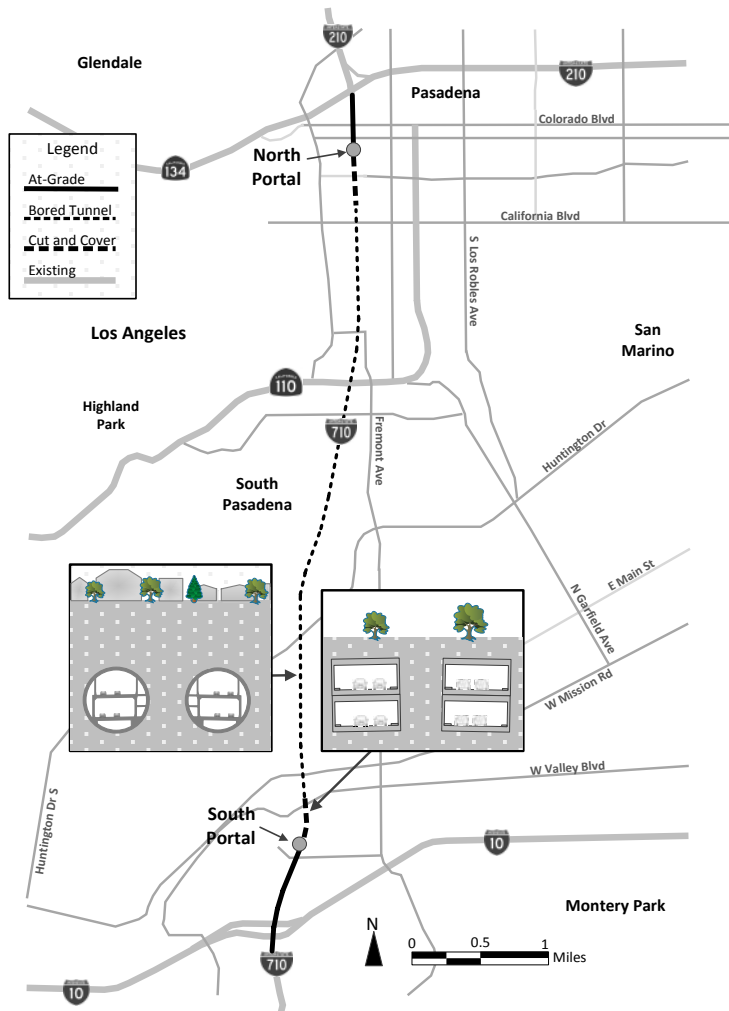 210
Glendale
210
Pasadena
Colorado Blvd
Legend
At-Grade
Bored Tunnel
Cut and Cover
Existing
North
Portal
134
California Blvd
S Los Robles Ave
Los Angeles
San
Marino
110
Highland
Park
710
Fremont Ave
Huntington Dr
South
Pasadena
E Main St
N Garfield Ave
W Mission Rd
W Valley Blvd
Huntington Dr S
South
Portal
10
Montery Park
N
0 0.5 1
Miles
710
10